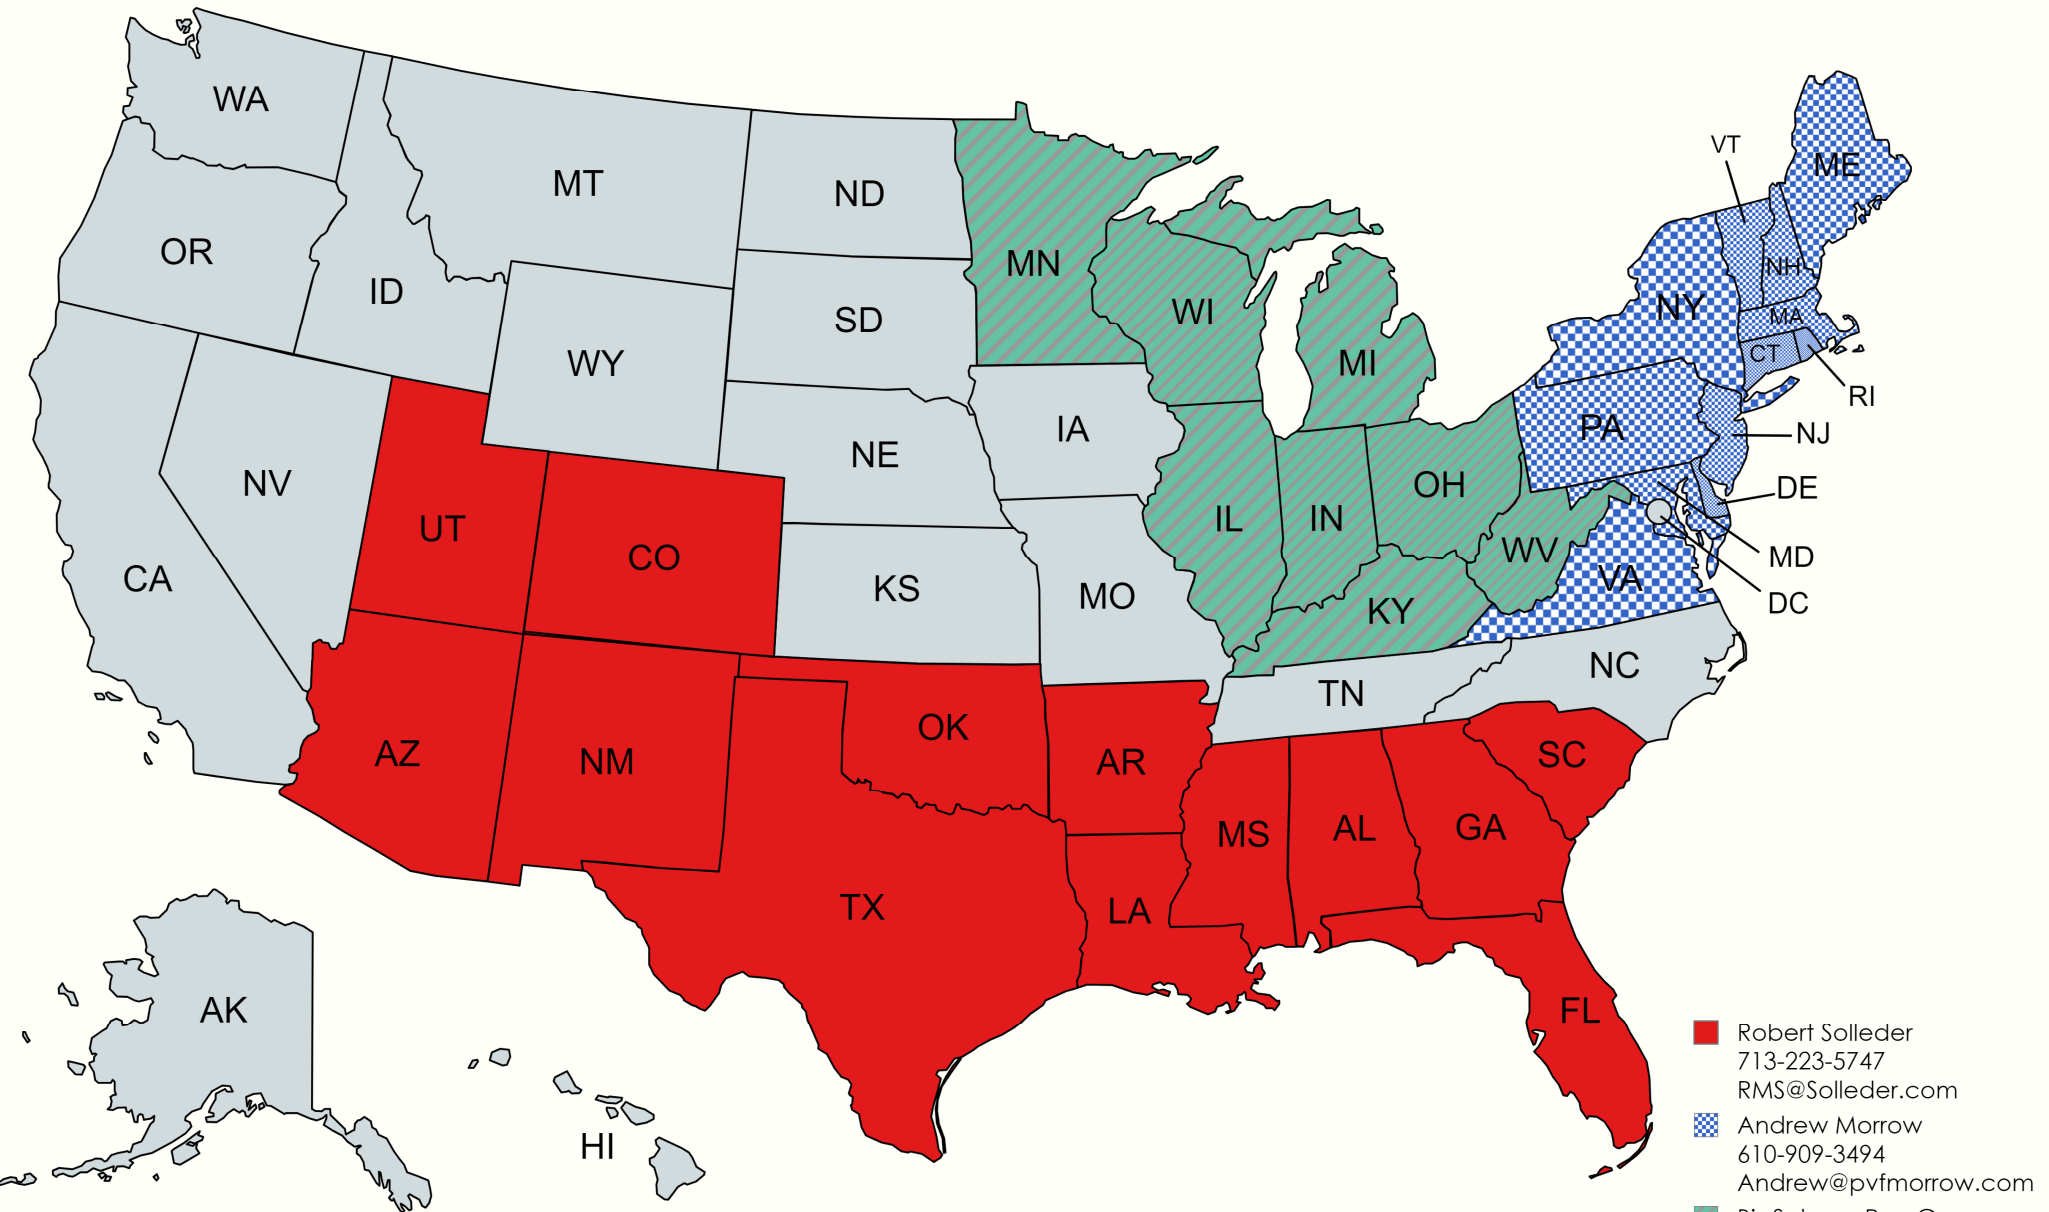 WA
MT
ND
MN
VT
ME
OR
ID
SD
WI
NH
NY
MA
WY
MI
CT
RI
NV
NE
IA
PA
NJ
UT
CO
IL
IN
OH
DE
CA
KS
MO
KY
WV
VA
MD
DC
AZ
NM
OK
AR
TN
NC
SC
TX
LA
MS
AL
GA
AK
HI
FL
Robert Solleder
713-223-5747
RMS@Solleder.com
Andrew Morrow
610-909-3494
Andrew@pvfmorrow.com